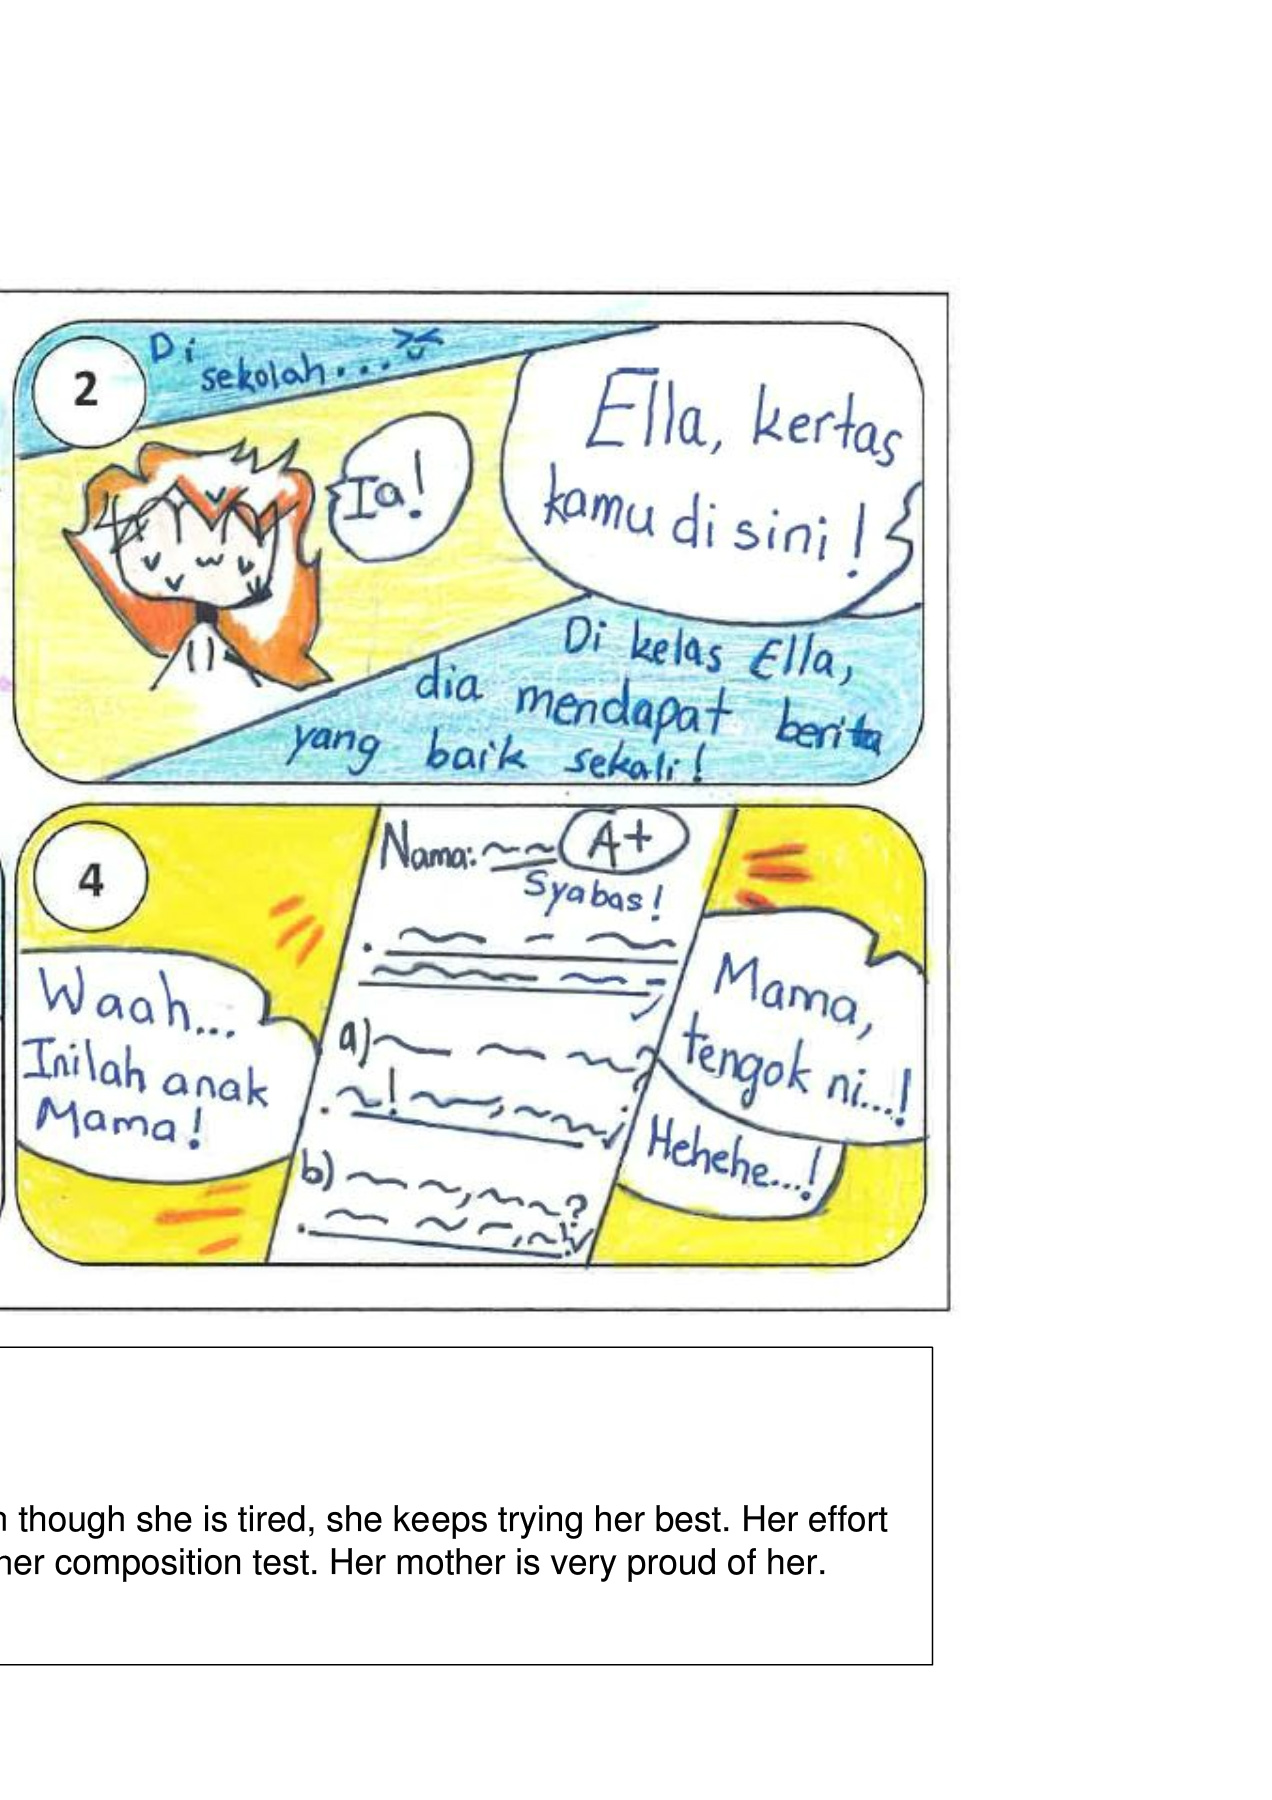 2
Di
sekolah...
Ia!
Ella, kertas
kamu di sini!
Di kelas Ella,
dia mendapat berita
yang baik sekali!
4
Waah...
Inilah anak
Mama!
Nama:
A+
Syabas!
a)
b)
Mama,
tengok ni...!
Hehehe...!
though she is tired, she keeps trying her best. Her effort
her composition test. Her mother is very proud of her.